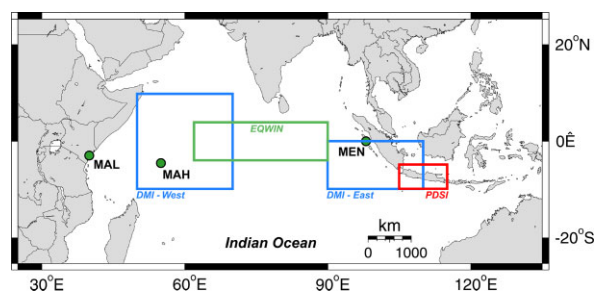 20°N
EQWIN
0Ê
MEN
MAL
MAH
DMI - West
DMI - East
PDSI
km
0 1000
Indian Ocean
-20°S
30°E
60°E
90°E
120°E